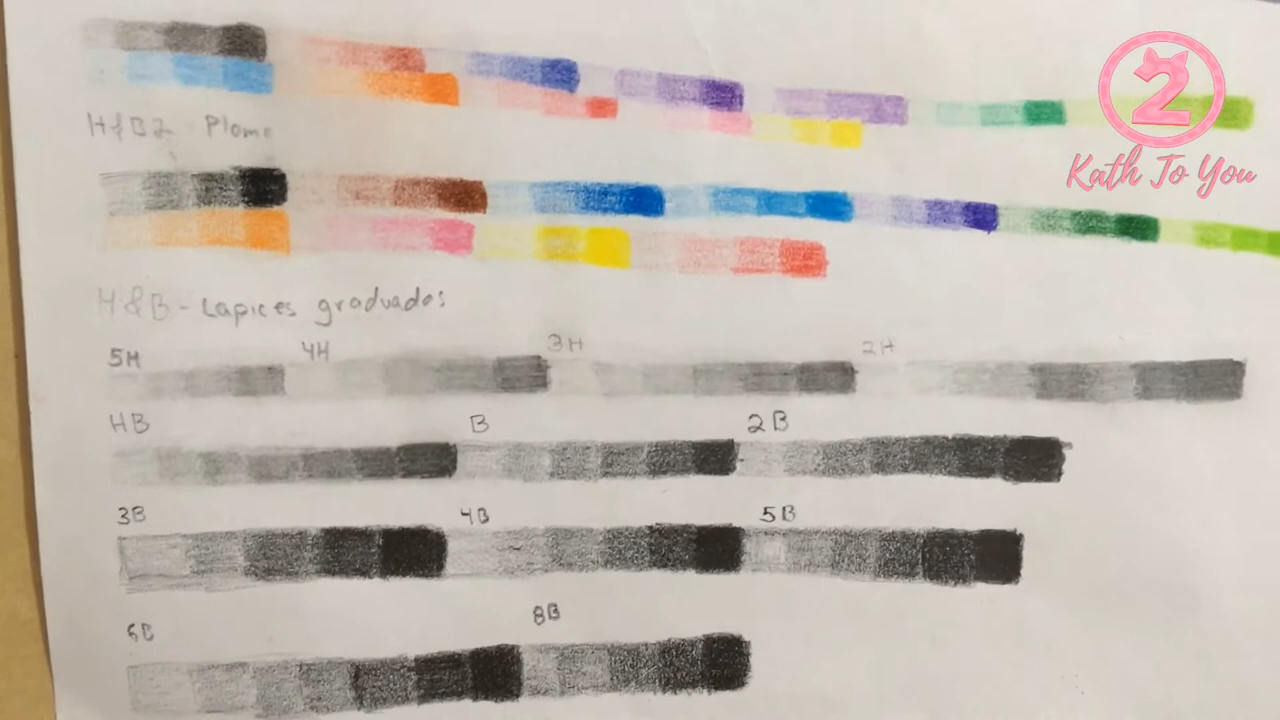 2
Kath To You
H&B2 - Plomo
H&B - Lapices graduados
5H 4H 3H 2H
HB B 2B
3B 4B 5B
6B 8B